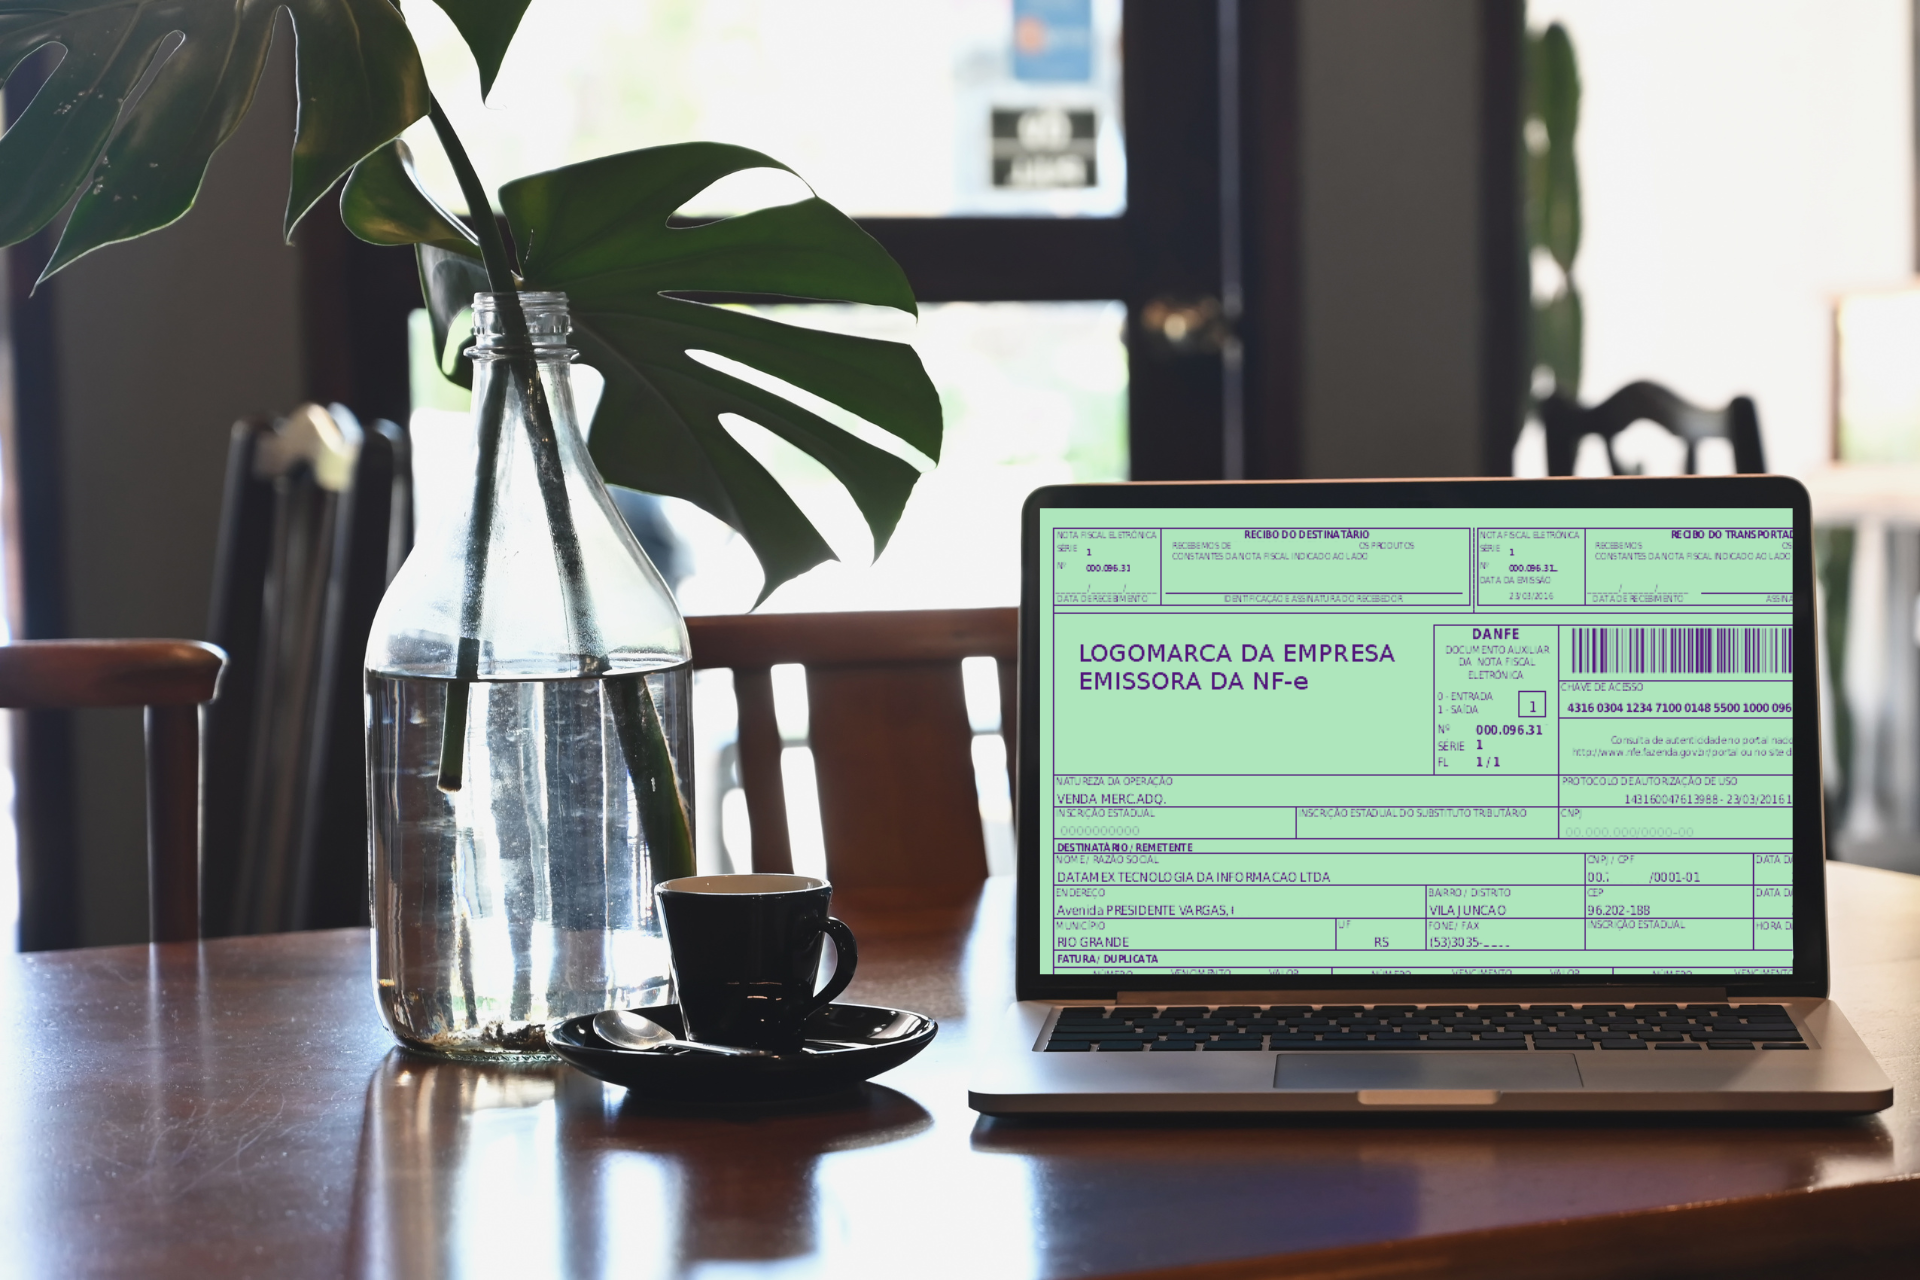 NOTA FISCAL ELETRÔNICA
SÉRIE 1
Nº 000.096.31
DATA DE RECEBIMENTO
RECIBO DO DESTINATÁRIO
RECEBEMOS DE OS PRODUTOS
CONSTANTES DA NOTA FISCAL INDICADO AO LADO
IDENTIFICAÇÃO E ASSINATURA DO RECEBEDOR
NOTA FISCAL ELETRÔNICA
SÉRIE 1
Nº 000.096.31
DATA DA EMISSÃO
23/03/2016
RECIBO DO TRANSPORTAD
RECEBEMOS OS
CONSTANTES DA NOTA FISCAL INDICADO AO LADO
DATA DE RECEBIMENTO ASSINA
LOGOMARCA DA EMPRESA
EMISSORA DA NF-e
DANFE
DOCUMENTO AUXILIAR
DA NOTA FISCAL
ELETRÔNICA
0 - ENTRADA
1 - SAÍDA
1
Nº 000.096.31
SÉRIE 1
FL 1 / 1
CHAVE DE ACESSO
4316 0304 1234 7100 0148 5500 1000 096
Consulta de autenticidade no portal nacio
http://www.nfe.fazenda.gov.br/portal ou no site d
NATUREZA DA OPERAÇÃO
VENDA MERC.ADQ.
PROTOCOLO DE AUTORIZAÇÃO DE USO
143160047613988 - 23/03/2016 1
INSCRIÇÃO ESTADUAL
0000000000
INSCRIÇÃO ESTADUAL DO SUBSTITUTO TRIBUTÁRIO
CNPJ
00.000.000/0000-00
DESTINATÁRIO / REMETENTE
NOME / RAZÃO SOCIAL
DATAMEX TECNOLOGIA DA INFORMACAO LTDA
CNPJ / CPF
00. /0001-01
DATA DA
ENDEREÇO
Avenida PRESIDENTE VARGAS,
BAIRRO / DISTRITO
VILA JUNCAO
CEP
96.202-188
DATA DA
MUNICÍPIO
RIO GRANDE
UF
RS
FONE / FAX
(53)3035-
INSCRIÇÃO ESTADUAL
HORA DA
FATURA / DUPLICATA
NÚMERO VENCIMENTO VALOR NÚMERO VENCIMENTO VALOR NÚMERO VENCIMENTO